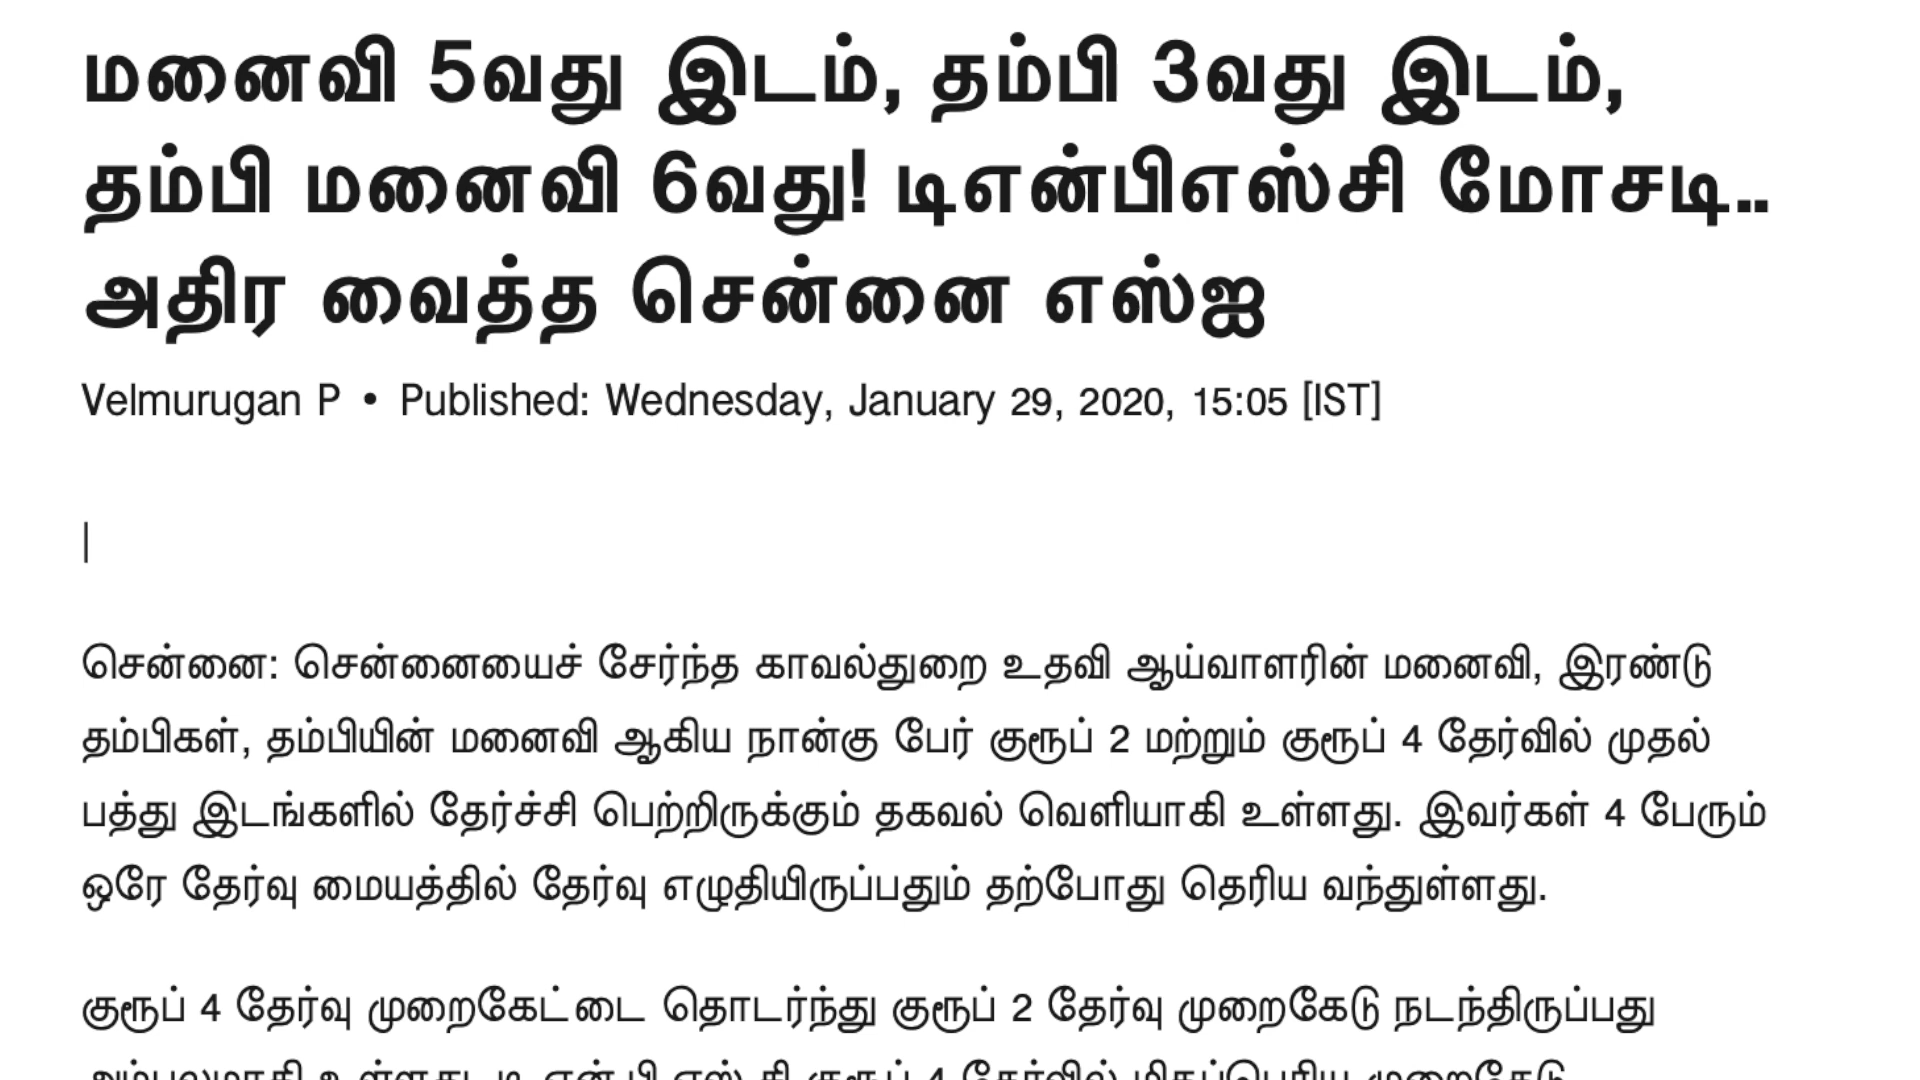 மனைவி 5வது இடம், தம்பி 3வது இடம்,
தம்பி மனைவி 6வது! டிஎன்பிஎஸ்சி மோசடி..
அதிர வைத்த சென்னை எஸ்ஐ
Velmurugan P • Published: Wednesday, January 29, 2020, 15:05 [IST]
|
சென்னை: சென்னையைச் சேர்ந்த காவல்துறை உதவி ஆய்வாளரின் மனைவி, இரண்டு
தம்பிகள், தம்பியின் மனைவி ஆகிய நான்கு பேர் குரூப் 2 மற்றும் குரூப் 4 தேர்வில் முதல்
பத்து இடங்களில் தேர்ச்சி பெற்றிருக்கும் தகவல் வெளியாகி உள்ளது. இவர்கள் 4 பேரும்
ஒரே தேர்வு மையத்தில் தேர்வு எழுதியிருப்பதும் தற்போது தெரிய வந்துள்ளது.
குரூப் 4 தேர்வு முறைகேட்டை தொடர்ந்து குரூப் 2 தேர்வு முறைகேடு நடந்திருப்பது